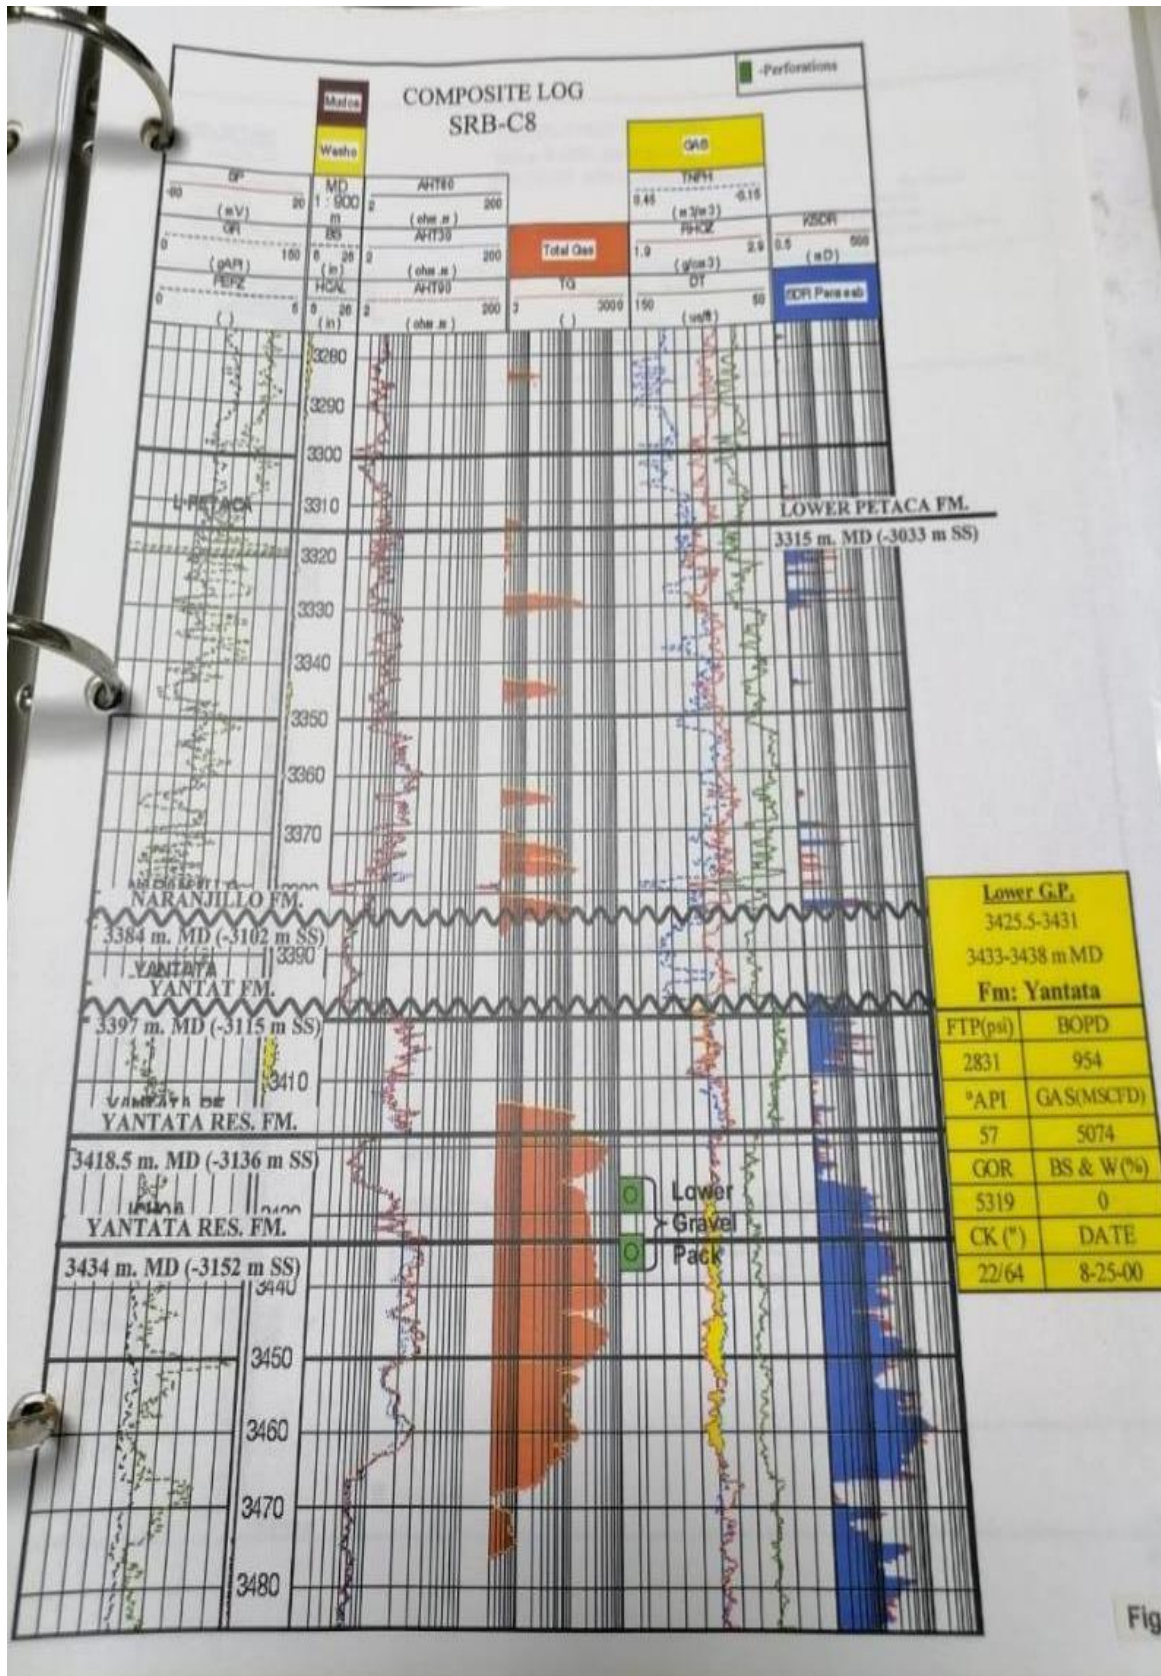 -Perforations
COMPOSITE LOG
SRB-C8
Washo
GAS
SP
-80 20
(mV)
GR
0 150
(gAPI)
PEFZ
0 5
( )
MD
1 : 900
m
BS
6 26
(in)
HCAL
6 26
(in)
AHT60
2 200
(ohm.m)
AHT30
2 200
(ohm.m)
AHT90
2 200
(ohm.m)
Total Gas
TG
3 3000
( )
TNPH
0.45 -0.15
(m3/m3)
RHOZ
1.9 2.9
(g/cm3)
DT
150 50
(us/ft)
KSDR
0.5 500
(mD)
3280
3290
3300
L-PETACA
3310
LOWER PETACA FM.
3315 m. MD (-3033 m SS)
3320
3330
3340
3350
3360
3370
NARANJILLO FM.
3384 m. MD (-3102 m SS)
3390
YANTATA
YANTAT FM.
3397 m. MD (-3115 m SS)
3410
YANTATA DE
YANTATA RES. FM.
3418.5 m. MD (-3136 m SS)
YANTATA RES. FM.
3434 m. MD (-3152 m SS)
3440
3450
3460
3470
3480
Lower
Gravel
Pack
Lower G.P.
3425.5-3431
3433-3438 m MD
Fm: Yantata
FTP(psi) BOPD
2831 954
°API GAS(MSCFD)
57 5074
GOR BS & W(%)
5319 0
CK (") DATE
22/64 8-25-00
Fig